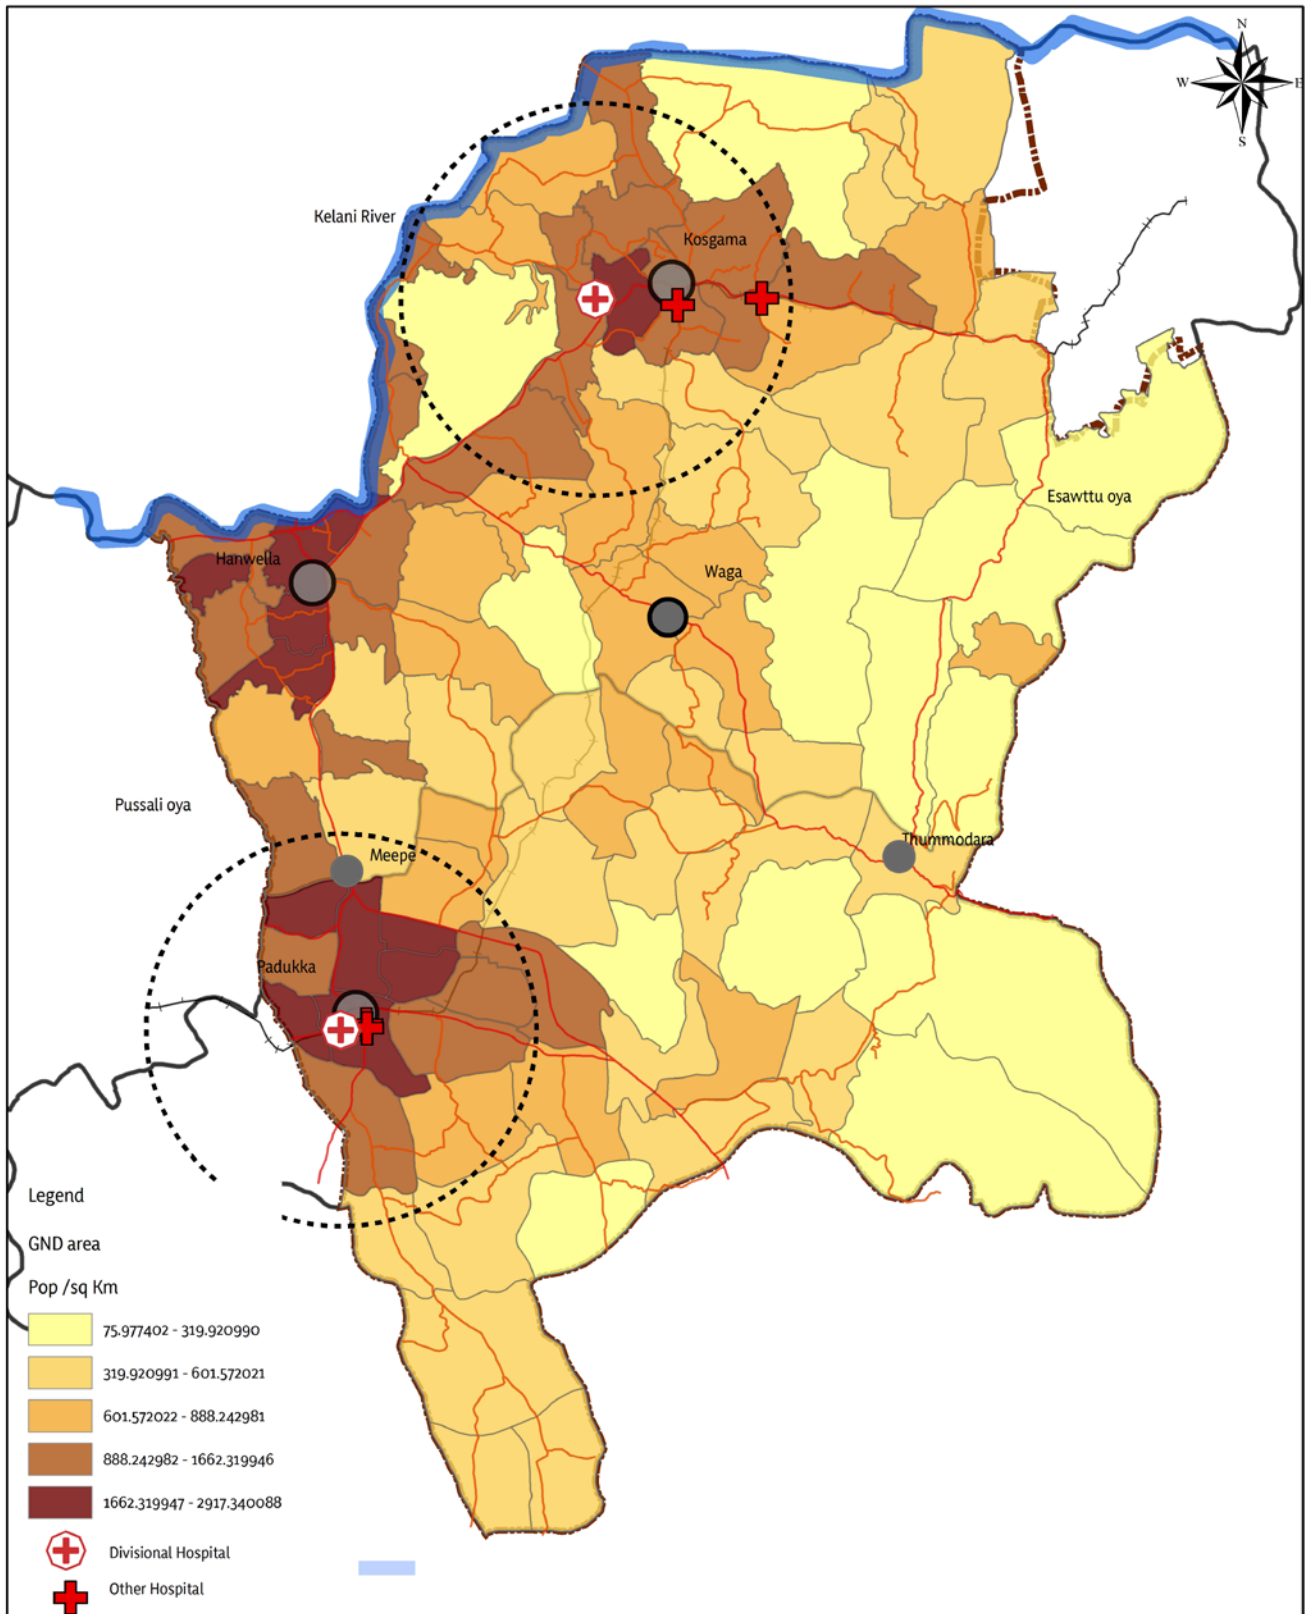 N
W
E
S
Kelani River
Kosgama
Esawttu oya
Hanwella
Waga
Pussali oya
Thummodara
Meepe
Padukka
Legend
GND area
Pop /sq Km
75.977402 - 319.920990
319.920991 - 601.572021
601.572022 - 888.242981
888.242982 - 1662.319946
1662.319947 - 2917.340088
Divisional Hospital
Other Hospital